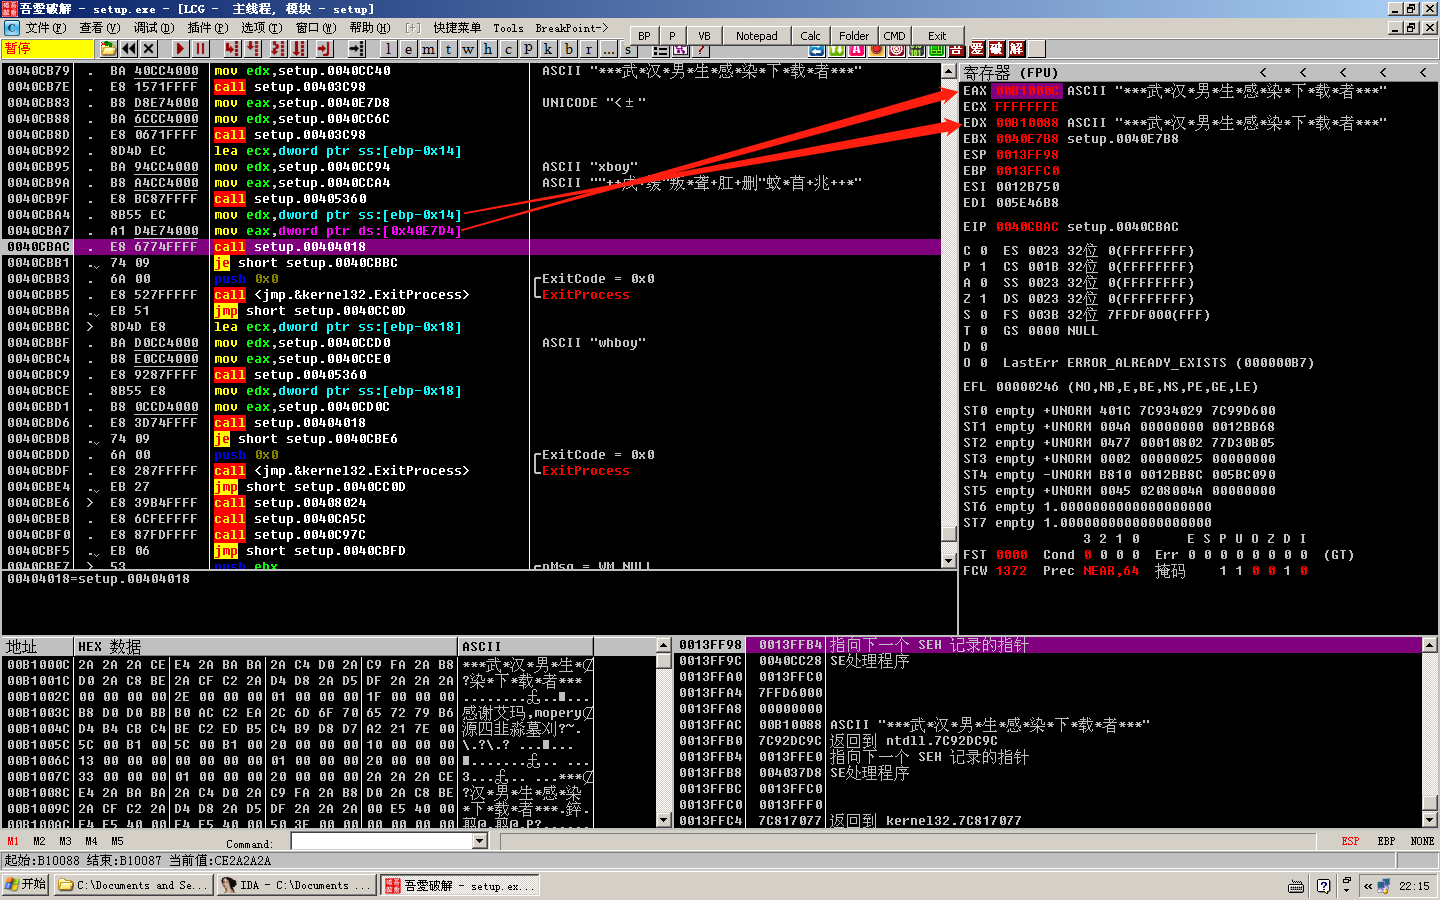 吾爱破解 - setup.exe - [LCG -  主线程, 模块 - setup]
文件(F) 查看(V) 调试(D) 插件(P) 选项(T) 窗口(W) 帮助(H) [+] 快捷菜单 Tools BreakPoint->
BP P VB Notepad Calc Folder CMD Exit
暂停 l e m t w h c p k b r ... s
0040CB79 . BA 40CC4000 mov edx,setup.0040CC40 ASCII "***武*汉*男*生*感*染*下*载*者***"
0040CB7E . E8 1571FFFF call setup.00403C98
0040CB83 . B8 D8E74000 mov eax,setup.0040E7D8 UNICODE "<±"
0040CB88 . BA 6CCC4000 mov edx,setup.0040CC6C
0040CB8D . E8 0671FFFF call setup.00403C98
0040CB92 . 8D4D EC lea ecx,dword ptr ss:[ebp-0x14]
0040CB95 . BA 94CC4000 mov edx,setup.0040CC94 ASCII "xboy"
0040CB9A . B8 A4CC4000 mov eax,setup.0040CCA4
0040CB9F . E8 BC87FFFF call setup.00405360
0040CBA4 . 8B55 EC mov edx,dword ptr ss:[ebp-0x14]
0040CBA7 . A1 D4E74000 mov eax,dword ptr ds:[0x40E7D4]
0040CBAC . E8 6774FFFF call setup.00404018
0040CBB1 . 74 09 je short setup.0040CBBC
0040CBB3 . 6A 00 push 0x0 ExitCode = 0x0
0040CBB5 . E8 527FFFFF call <jmp.&kernel32.ExitProcess> ExitProcess
0040CBBA . EB 51 jmp short setup.0040CC0D
0040CBBC > 8D4D E8 lea ecx,dword ptr ss:[ebp-0x18]
0040CBBF . BA D0CC4000 mov edx,setup.0040CCD0 ASCII "whboy"
0040CBC4 . B8 E0CC4000 mov eax,setup.0040CCE0
0040CBC9 . E8 9287FFFF call setup.00405360
0040CBCE . 8B55 E8 mov edx,dword ptr ss:[ebp-0x18]
0040CBD1 . B8 0CCD4000 mov eax,setup.0040CD0C
0040CBD6 . E8 3D74FFFF call setup.00404018
0040CBDB . 74 09 je short setup.0040CBE6
0040CBDD . 6A 00 push 0x0 ExitCode = 0x0
0040CBDF . E8 287FFFFF call <jmp.&kernel32.ExitProcess> ExitProcess
0040CBE4 . EB 27 jmp short setup.0040CC0D
0040CBE6 > E8 39B4FFFF call setup.00408024
0040CBEB . E8 6CFEFFFF call setup.0040CA5C
0040CBF0 . E8 87FDFFFF call setup.0040C97C
0040CBF5 . EB 06 jmp short setup.0040CBFD
0040CBF7 > 53 push ebx pMsg = WM_NULL
00404018=setup.00404018
寄存器 (FPU) < < < < <
EAX 00B1000C ASCII "***武*汉*男*生*感*染*下*载*者***"
ECX FFFFFFFE
EDX 00B10088 ASCII "***武*汉*男*生*感*染*下*载*者***"
EBX 0040E7B8 setup.0040E7B8
ESP 0013FF98
EBP 0013FFC0
ESI 0012B750
EDI 005E46B8
EIP 0040CBAC setup.0040CBAC
C 0 ES 0023 32位 0(FFFFFFFF)
P 1 CS 001B 32位 0(FFFFFFFF)
A 0 SS 0023 32位 0(FFFFFFFF)
Z 1 DS 0023 32位 0(FFFFFFFF)
S 0 FS 003B 32位 7FFDF000(FFF)
T 0 GS 0000 NULL
D 0
O 0 LastErr ERROR_ALREADY_EXISTS (000000B7)
EFL 00000246 (NO,NB,E,BE,NS,PE,GE,LE)
ST0 empty +UNORM 401C 7C934029 7C99D600
ST1 empty +UNORM 004A 00000000 0012BB68
ST2 empty +UNORM 0477 00010802 77D30B05
ST3 empty +UNORM 0002 00000025 00000000
ST4 empty -UNORM B810 0012BB8C 005BC090
ST5 empty +UNORM 0045 0208004A 00000000
ST6 empty 1.0000000000000000000
ST7 empty 1.0000000000000000000
3 2 1 0 E S P U O Z D I
FST 0000 Cond 0 0 0 0 Err 0 0 0 0 0 0 0 0 (GT)
FCW 1372 Prec NEAR,64 掩码 1 1 0 0 1 0
地址 HEX 数据 ASCII
00B1000C 2A 2A 2A CE E4 2A BA BA 2A C4 D0 2A C9 FA 2A B8 ***武*汉*男*生*
00B1001C D0 2A C8 BE 2A CF C2 2A D4 D8 2A D5 DF 2A 2A 2A ?染*下*载*者***
00B1002C 00 00 00 00 2E 00 00 00 01 00 00 00 1F 00 00 00
00B1003C B8 D0 D0 BB B0 AC C2 EA 2C 6D 6F 70 65 72 79 B6 感谢艾玛,mopery
00B1004C D4 B4 CB C4 BE C2 ED B5 C4 B9 D8 D7 A2 21 7E 00
00B1005C 5C 00 B1 00 5C 00 B1 00 20 00 00 00 10 00 00 00
00B1006C 13 00 00 00 00 00 00 00 01 00 00 00 20 00 00 00
00B1007C 33 00 00 00 01 00 00 00 20 00 00 00 2A 2A 2A CE
00B1008C E4 2A BA BA 2A C4 D0 2A C9 FA 2A B8 D0 2A C8 BE ?汉*男*生*感*染
00B1009C 2A CF C2 2A D4 D8 2A D5 DF 2A 2A 2A 00 E5 40 00 *下*载*者***.
00B100AC E4 E5 40 00 E4 E5 40 00 50 3F 00 00 00 00 00 00
0013FF98 0013FFB4 指向下一个 SEH 记录的指针
0013FF9C 0040CC28 SE处理程序
0013FFA0 0013FFC0
0013FFA4 7FFD6000
0013FFA8 00000000
0013FFAC 00B10088 ASCII "***武*汉*男*生*感*染*下*载*者***"
0013FFB0 7C92DC9C 返回到 ntdll.7C92DC9C
0013FFB4 0013FFE0 指向下一个 SEH 记录的指针
0013FFB8 004037D8 SE处理程序
0013FFBC 0013FFC0
0013FFC0 0013FFF0
0013FFC4 7C817077 返回到 kernel32.7C817077
M1 M2 M3 M4 M5 Command: ESP EBP NONE
起始:B10088 结束:B10087 当前值:CE2A2A2A
开始 C:\Documents and Se... IDA - C:\Documents ... 吾愛破解 - setup.ex... 22:15